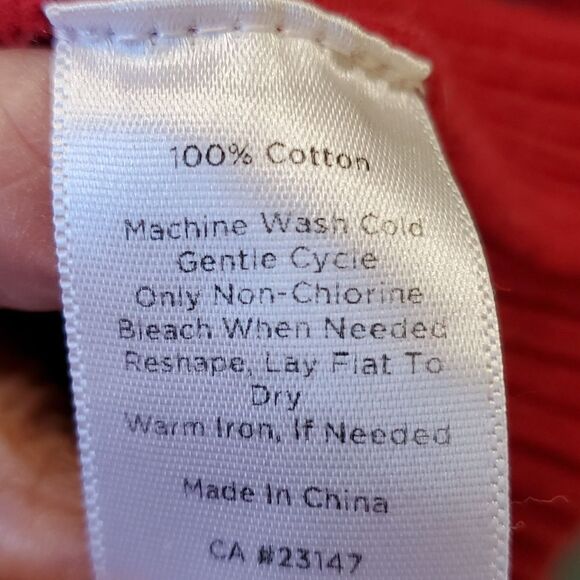 100% Cotton
Machine Wash Cold
Gentle Cycle
Only Non-Chlorine
Bleach When Needed
Reshape, Lay Flat To
Dry
Warm Iron, If Needed
Made In China
CA #23147